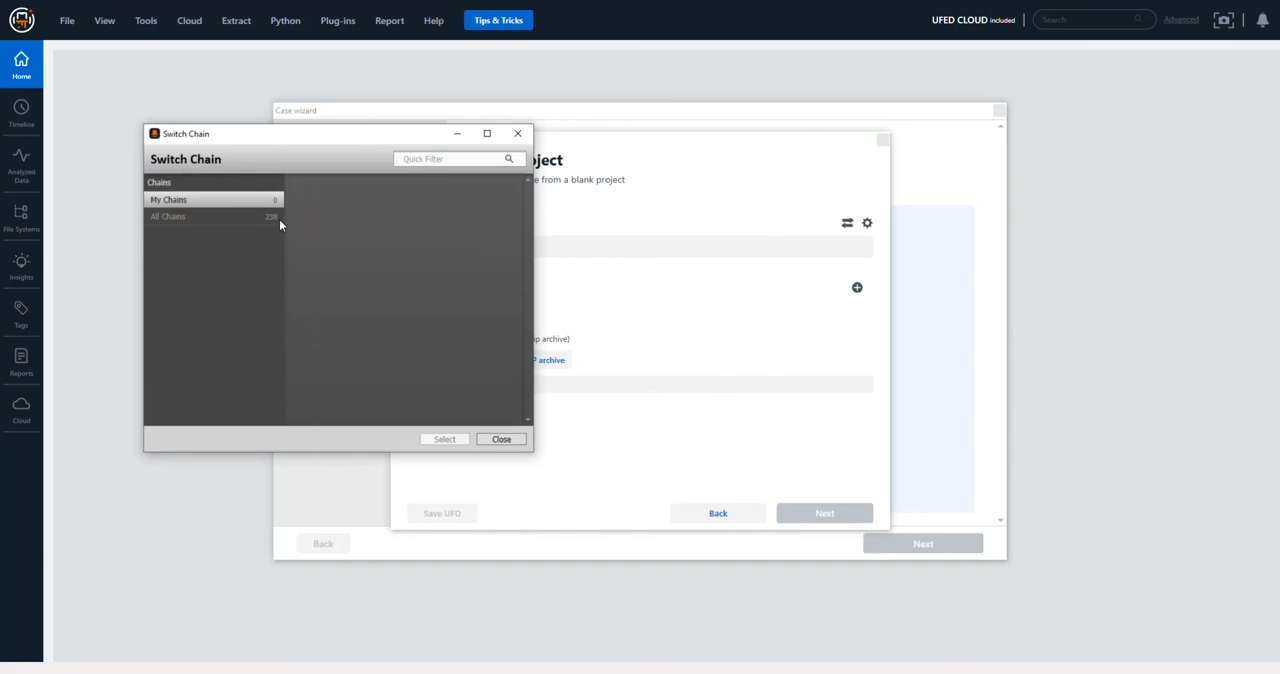 File View Tools Cloud Extract Python Plug-ins Report Help Tips & Tricks UFED CLOUD included Search Advanced
Home
Timeline
Analyzed
Data
File Systems
Insights
Tags
Reports
Cloud
Case wizard
Switch Chain
Switch Chain
Quick Filter
Chains
My Chains 0
All Chains 238
Select Close
from a blank project
archive)
archive
Save UFD Back Next
Back Next